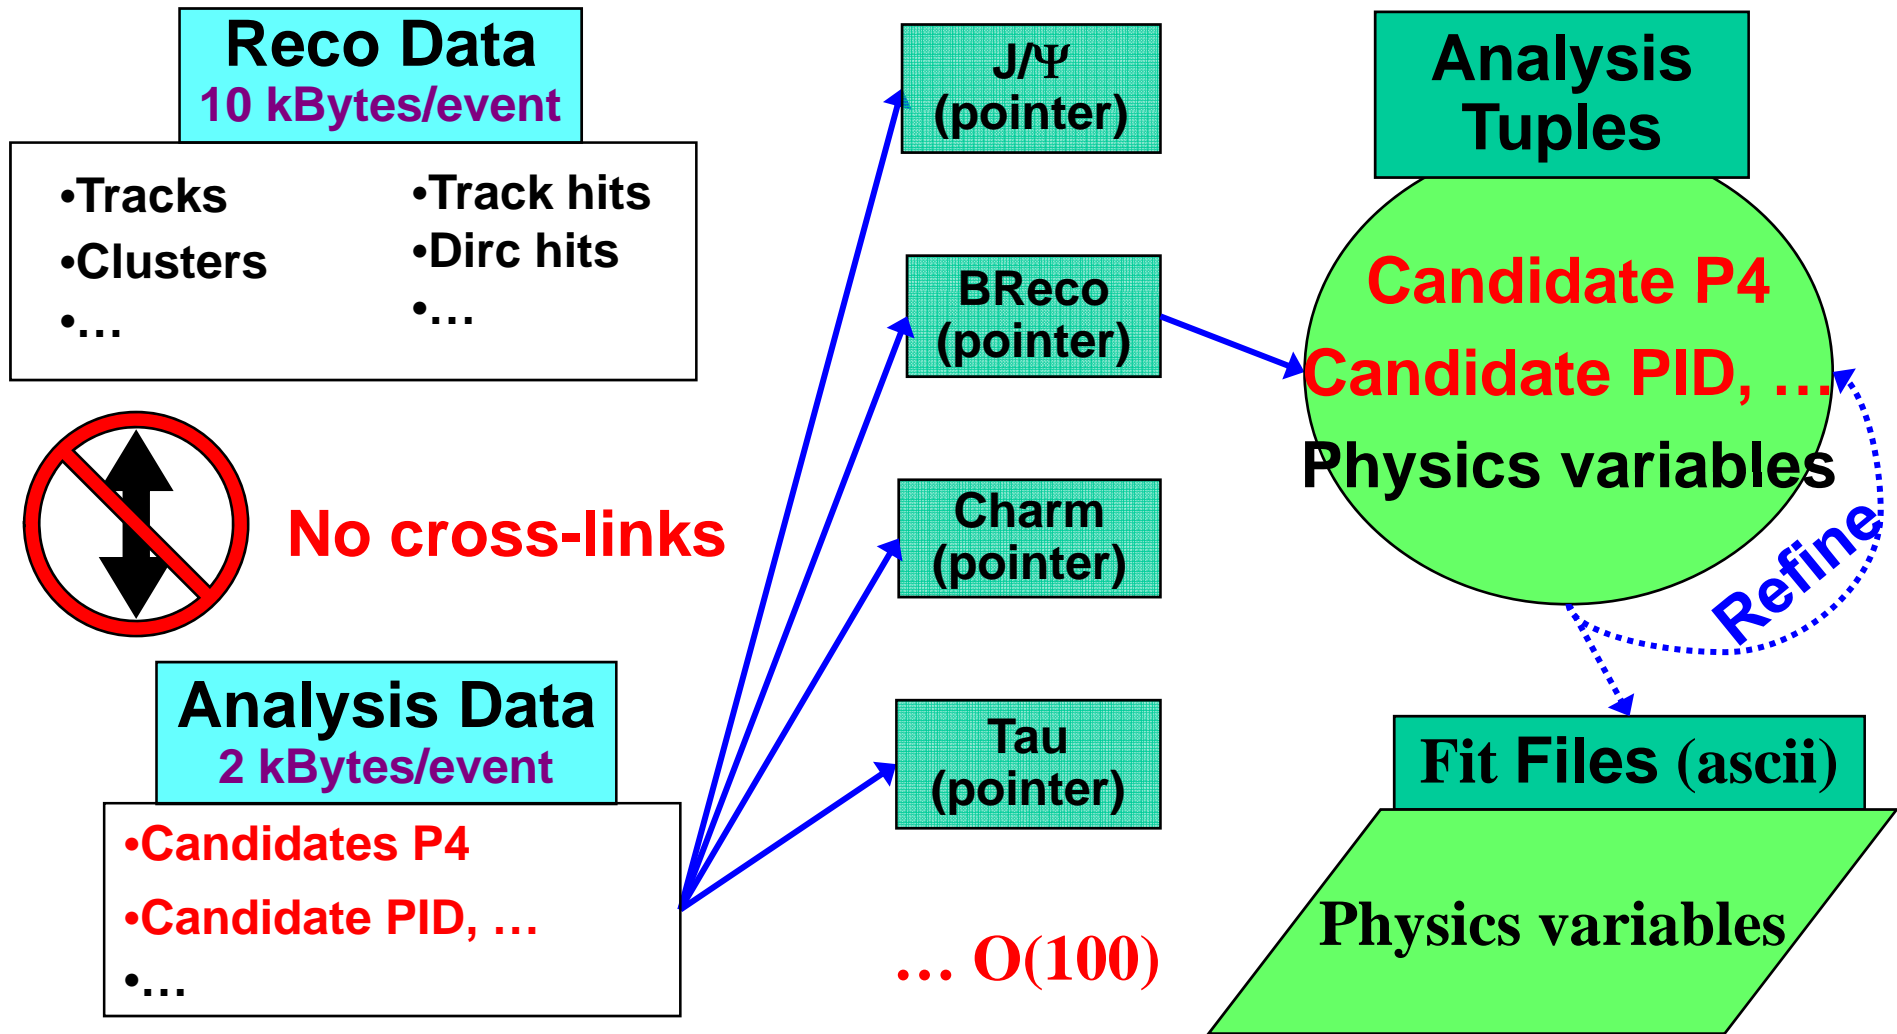 Reco Data
10 kBytes/event
•Tracks
•Clusters
•…
•Track hits
•Dirc hits
•…
No cross-links
Analysis Data
2 kBytes/event
•Candidates P4
•Candidate PID, …
•…
J/Ψ
(pointer)
BReco
(pointer)
Charm
(pointer)
Tau
(pointer)
… O(100)
Analysis
Tuples
Candidate P4
Candidate PID, …
Physics variables
Refine
Fit Files (ascii)
Physics variables